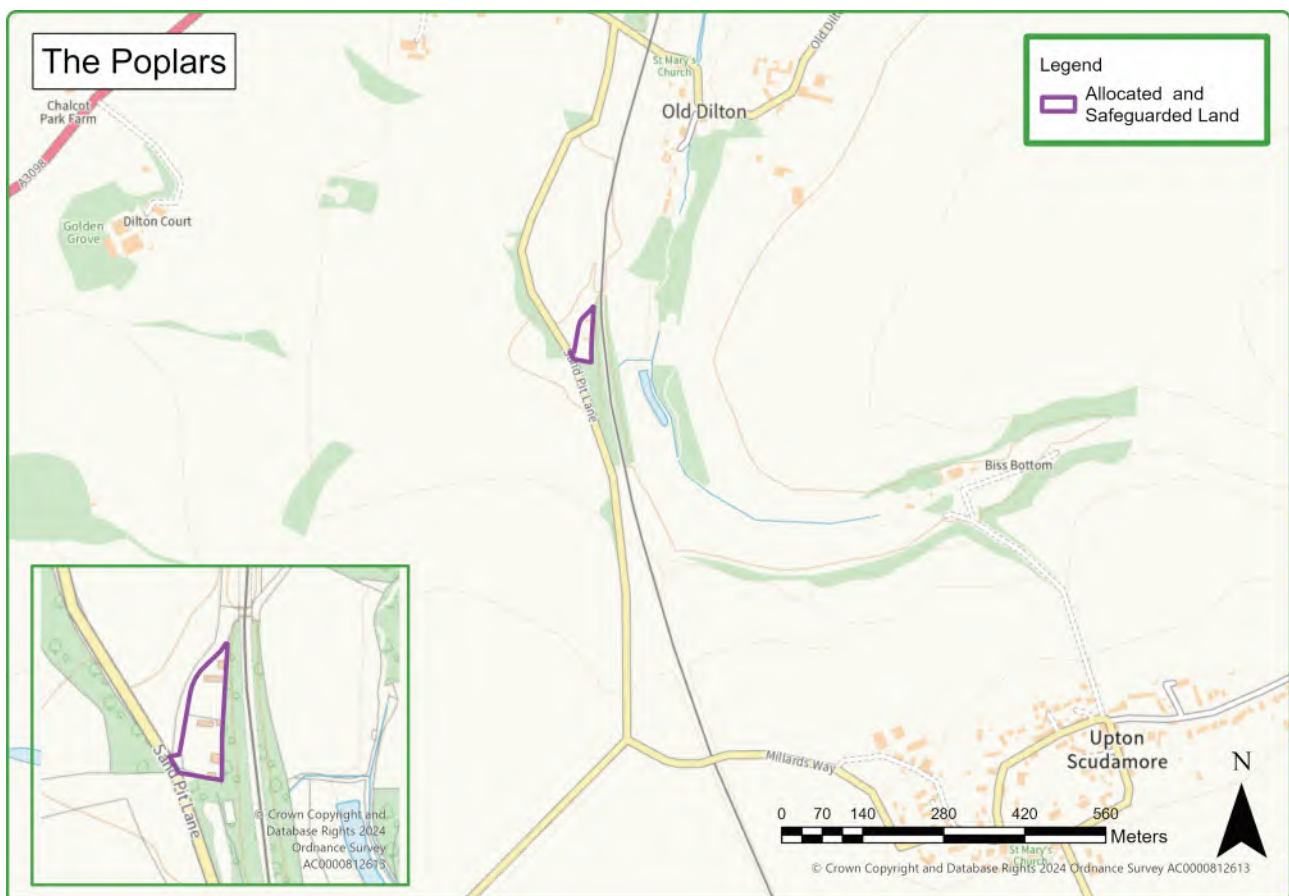 The Poplars
Legend
Allocated and
Safeguarded Land
Chalcot
Park Farm
A3098
Golden
Grove
Dilton Court
St Mary's
Church
Old Dilton
Old Dilton
Sand Pit Lane
Biss Bottom
Millards Way
Upton
Scudamore
St Mary's
Church
N
0 70 140 280 420 560
Meters
© Crown Copyright and Database Rights 2024 Ordnance Survey AC0000812613
Sand Pit Lane
© Crown Copyright and
Database Rights 2024
Ordnance Survey
AC0000812613